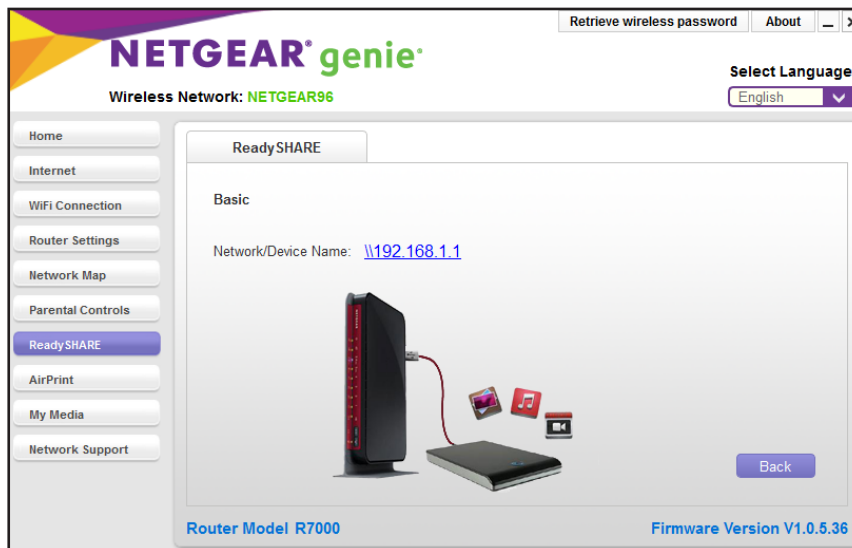 Retrieve wireless password
About
NETGEAR® genie®
Wireless Network: NETGEAR96
Select Language
English
Home
Internet
WiFi Connection
Router Settings
Network Map
Parental Controls
ReadySHARE
AirPrint
My Media
Network Support
ReadySHARE
Basic
Network/Device Name: \\192.168.1.1
Back
Router Model R7000
Firmware Version V1.0.5.36